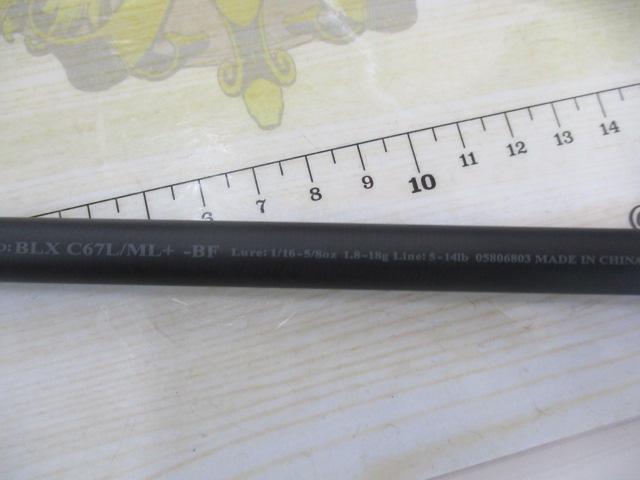 6 7 8 9 10 11 12 13 14
BLX C67L/ML+ -BF Lure: 1/16-5/8oz 1.8-18g Line: 5-14lb 05806803 MADE IN CHINA